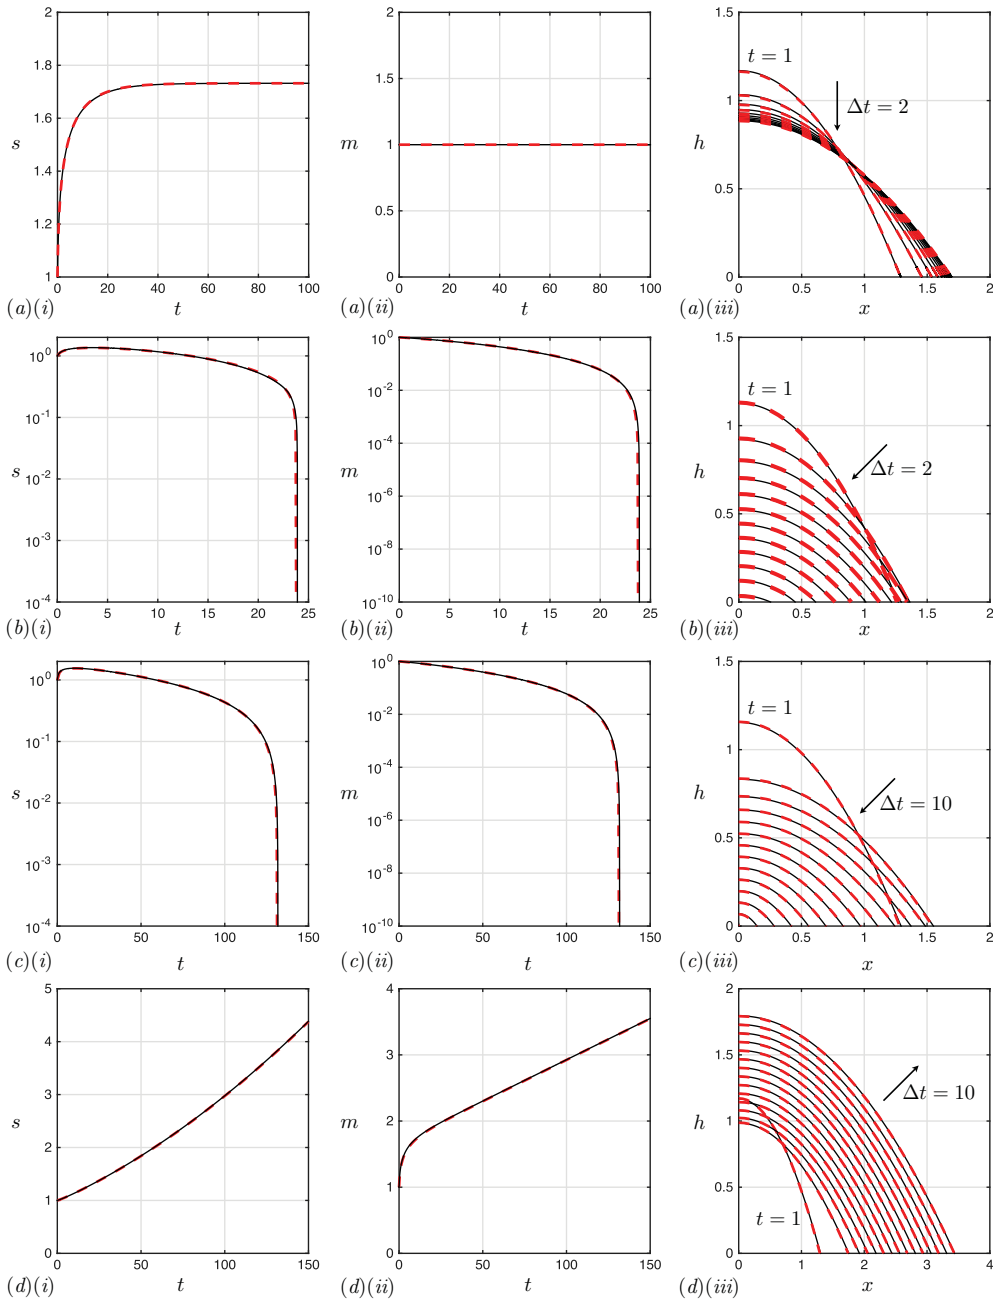 2
1.8
1.6
s
1.4
1.2
1
0 20 40 60 80 100
(a)(i) t
2
1.5
m 1
0.5
0
0 20 40 60 80 100
(a)(ii) t
1.5
t = 1
1
Δt = 2
h
0.5
0
0 0.5 1 1.5 2
(a)(iii) x
10^0
10^-1
s
10^-2
10^-3
10^-4
0 5 10 15 20 25
(b)(i) t
10^0
10^-2
10^-4
m
10^-6
10^-8
10^-10
0 5 10 15 20 25
(b)(ii) t
1.5
t = 1
1
h
Δt = 2
0.5
0
0 0.5 1 1.5 2
(b)(iii) x
10^0
10^-1
s
10^-2
10^-3
10^-4
0 50 100 150
(c)(i) t
10^0
10^-2
10^-4
m
10^-6
10^-8
10^-10
0 50 100 150
(c)(ii) t
1.5
t = 1
1
h
Δt = 10
0.5
0
0 0.5 1 1.5 2
(c)(iii) x
5
4
3
s
2
1
0
0 50 100 150
(d)(i) t
4
3
m
2
1
0
0 50 100 150
(d)(ii) t
2
1.5
Δt = 10
h
1
0.5
t = 1
0
0 1 2 3 4
(d)(iii) x